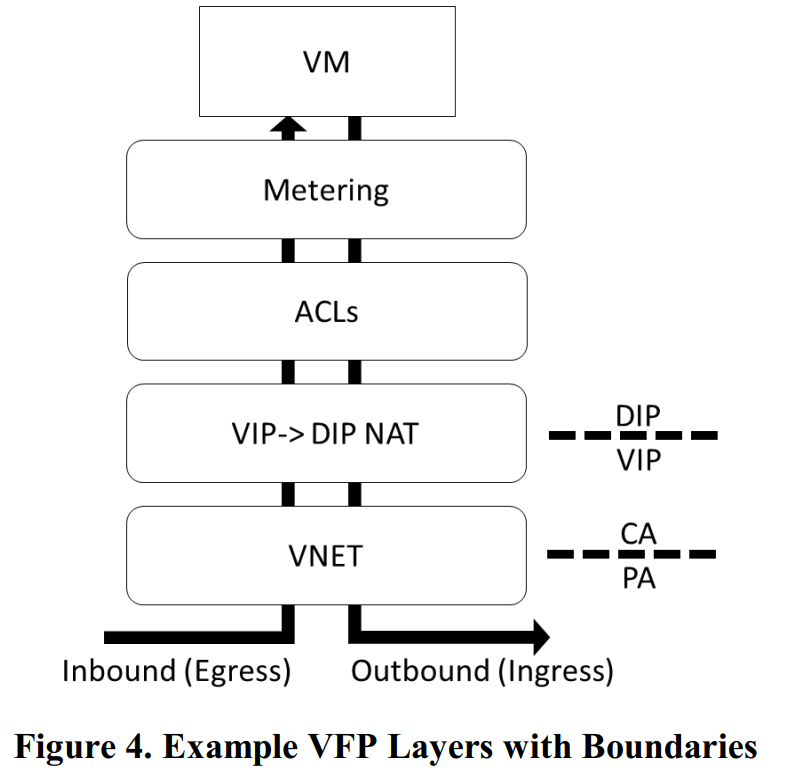 VM
Metering
ACLs
VIP-> DIP NAT
DIP
VIP
VNET
CA
PA
Inbound (Egress)
Outbound (Ingress)
Figure 4. Example VFP Layers with Boundaries